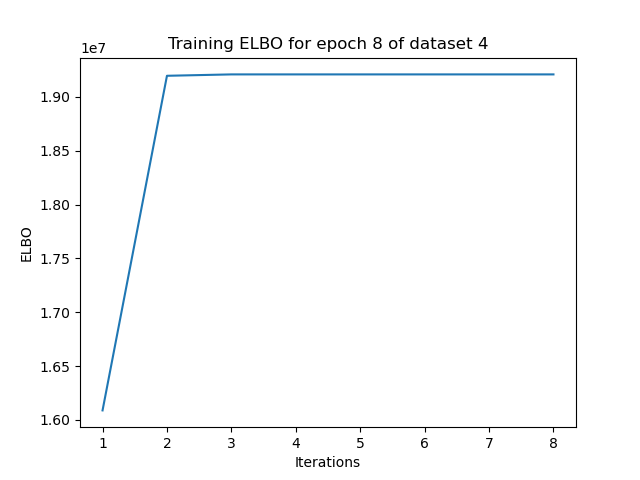 Training ELBO for epoch 8 of dataset 4
1e7
1.90
1.85
1.80
1.75
1.70
1.65
1.60
ELBO
1 2 3 4 5 6 7 8
Iterations